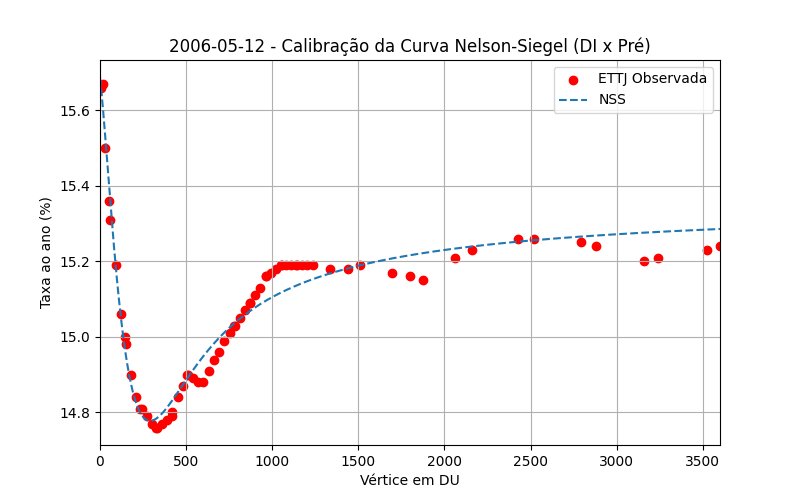 2006-05-12 - Calibração da Curva Nelson-Siegel (DI x Pré)
ETTJ Observada
NSS
Taxa ao ano (%)
15.6
15.4
15.2
15.0
14.8
0 500 1000 1500 2000 2500 3000 3500
Vértice em DU